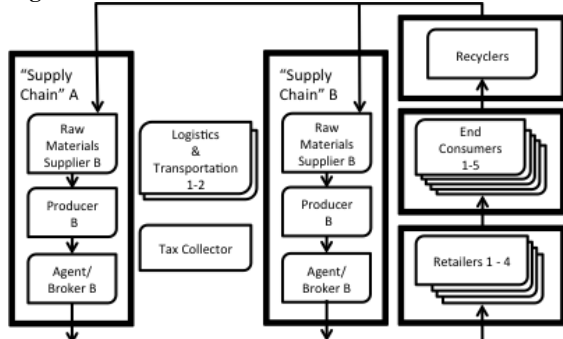 "Supply
Chain" A
Raw
Materials
Supplier B
Producer
B
Agent/
Broker B
Logistics
&
Transportation
1-2
Tax Collector
"Supply
Chain" B
Raw
Materials
Supplier B
Producer
B
Agent/
Broker B
Recyclers
End
Consumers
1-5
Retailers 1 - 4